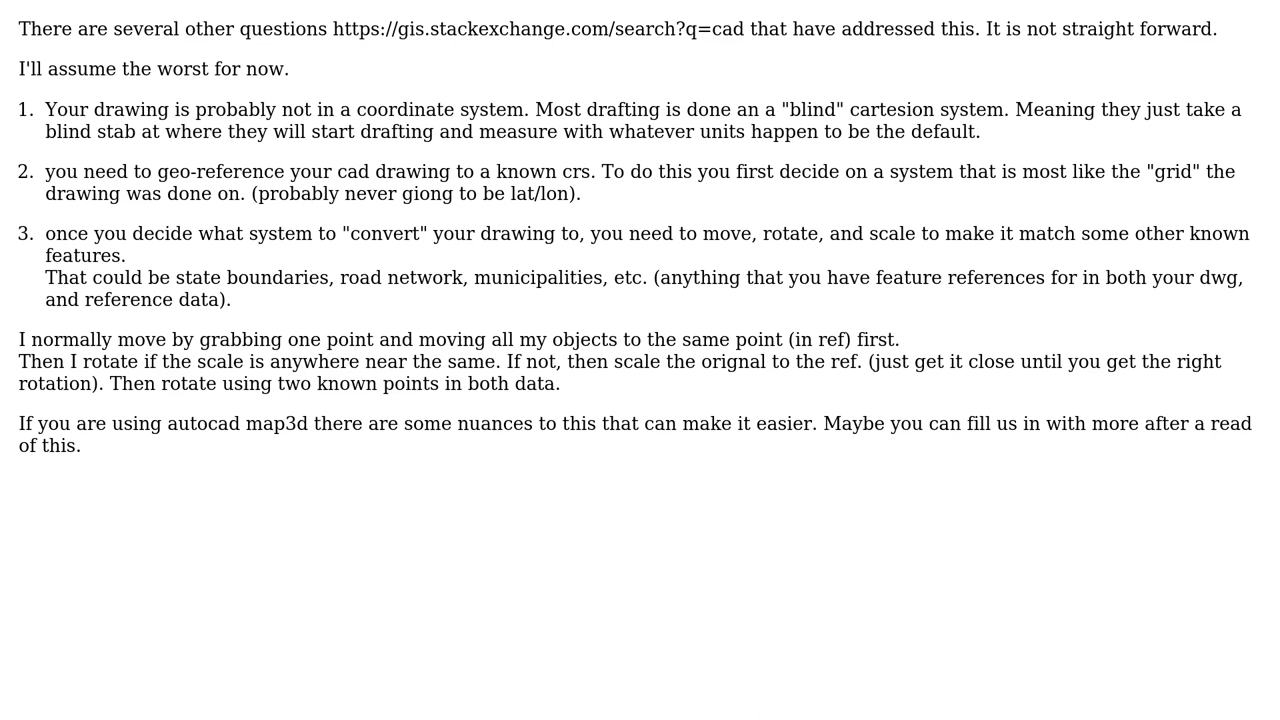 There are several other questions https://gis.stackexchange.com/search?q=cad that have addressed this. It is not straight forward.
I'll assume the worst for now.
1. Your drawing is probably not in a coordinate system. Most drafting is done an a "blind" cartesion system. Meaning they just take a
blind stab at where they will start drafting and measure with whatever units happen to be the default.
2. you need to geo-reference your cad drawing to a known crs. To do this you first decide on a system that is most like the "grid" the
drawing was done on. (probably never giong to be lat/lon).
3. once you decide what system to "convert" your drawing to, you need to move, rotate, and scale to make it match some other known
features.
That could be state boundaries, road network, municipalities, etc. (anything that you have feature references for in both your dwg,
and reference data).
I normally move by grabbing one point and moving all my objects to the same point (in ref) first.
Then I rotate if the scale is anywhere near the same. If not, then scale the orignal to the ref. (just get it close until you get the right
rotation). Then rotate using two known points in both data.
If you are using autocad map3d there are some nuances to this that can make it easier. Maybe you can fill us in with more after a read
of this.